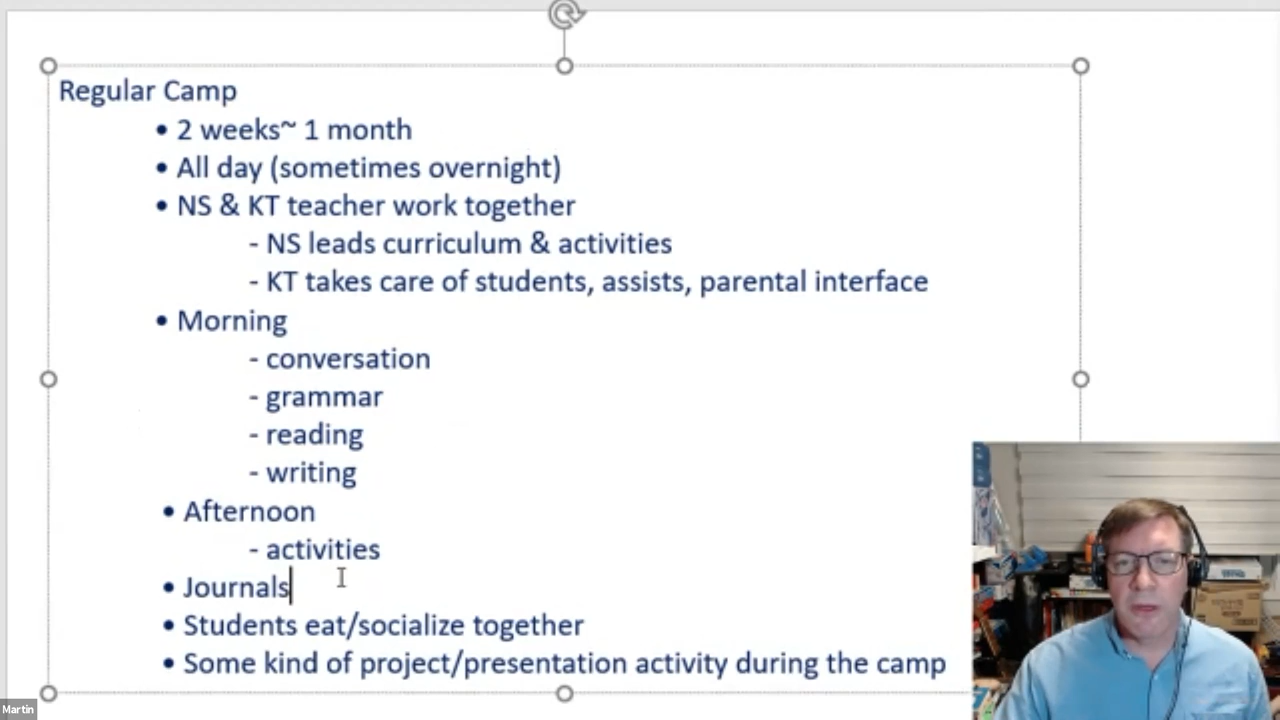 Regular Camp
• 2 weeks~ 1 month
• All day (sometimes overnight)
• NS & KT teacher work together
- NS leads curriculum & activities
- KT takes care of students, assists, parental interface
• Morning
- conversation
- grammar
- reading
- writing
• Afternoon
- activities
• Journals
• Students eat/socialize together
• Some kind of project/presentation activity during the camp
Martin